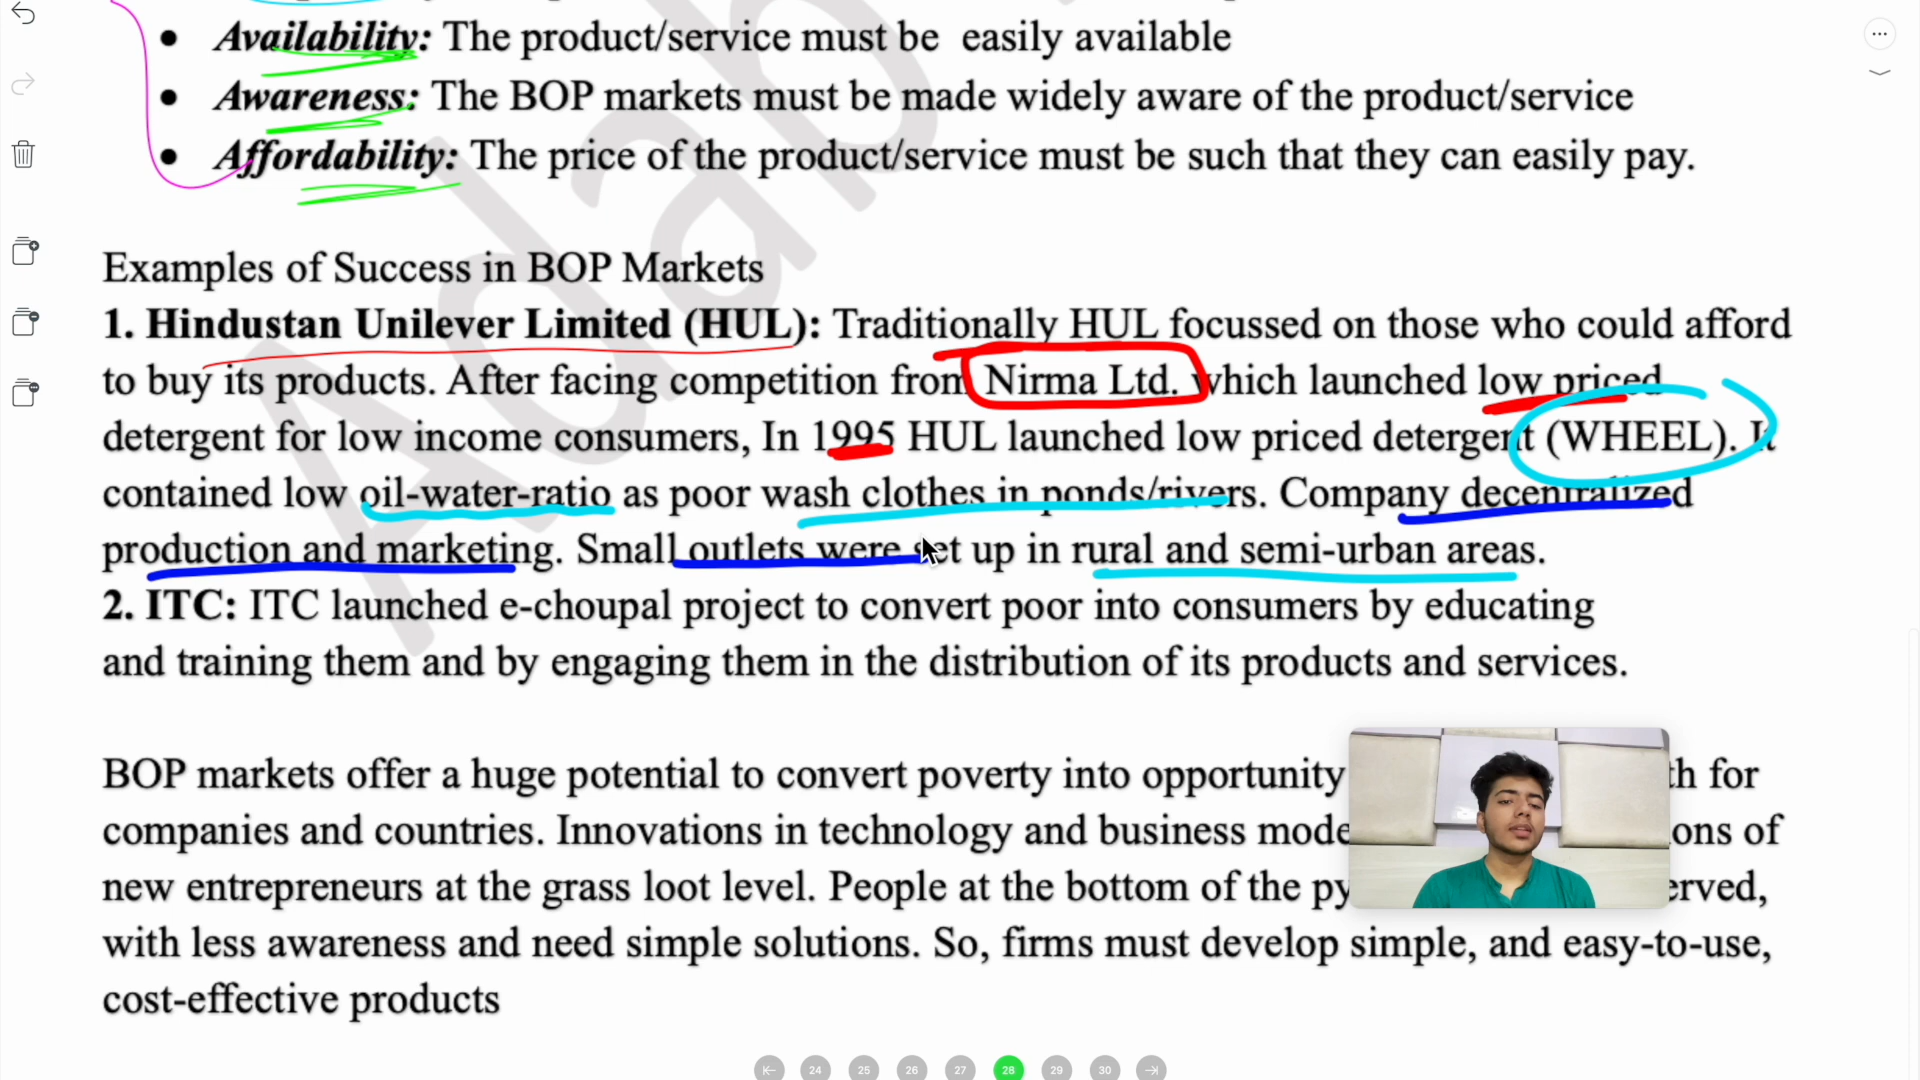 • Availability: The product/service must be easily available
• Awareness: The BOP markets must be made widely aware of the product/service
• Affordability: The price of the product/service must be such that they can easily pay.
Examples of Success in BOP Markets
1. Hindustan Unilever Limited (HUL): Traditionally HUL focussed on those who could afford
to buy its products. After facing competition from Nirma Ltd. which launched low priced
detergent for low income consumers, In 1995 HUL launched low priced detergent (WHEEL). It
contained low oil-water-ratio as poor wash clothes in ponds/rivers. Company decentralized
production and marketing. Small outlets were set up in rural and semi-urban areas.
2. ITC: ITC launched e-choupal project to convert poor into consumers by educating
and training them and by engaging them in the distribution of its products and services.
BOP markets offer a huge potential to convert poverty into opportunity for
companies and countries. Innovations in technology and business of
new entrepreneurs at the grass loot level. People at the bottom of the
with less awareness and need simple solutions. So, firms must develop simple, and easy-to-use,
cost-effective products
24 25 26 27 28 29 30